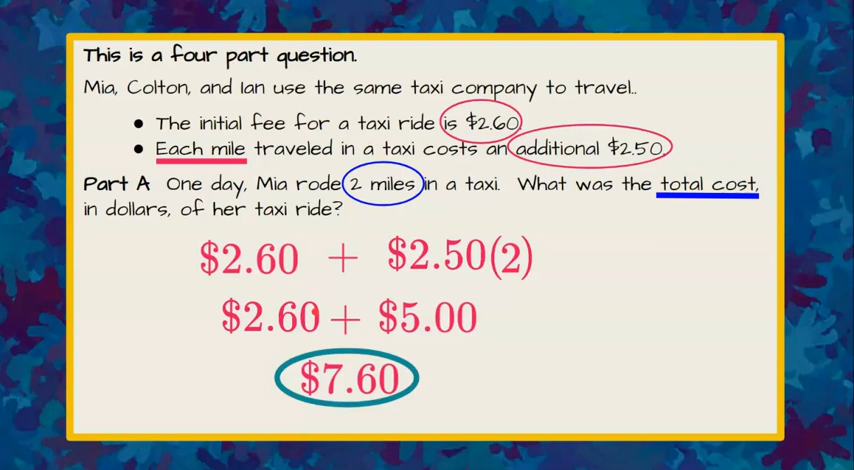 This is a four part question.
Mia, Colton, and Ian use the same taxi company to travel..
• The initial fee for a taxi ride is $2.60.
• Each mile traveled in a taxi costs an additional $2.50.
Part A One day, Mia rode 2 miles in a taxi. What was the total cost,
in dollars, of her taxi ride?
$2.60 + $2.50(2)
$2.60 + $5.00
$7.60